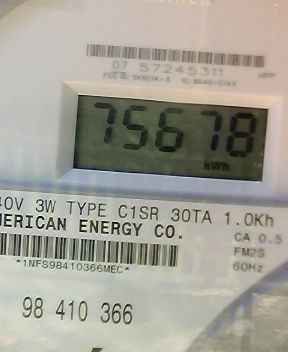 07 57245311
75678
kWh
40V 3W TYPE C1SR 30TA 1.0Kh
MERICAN ENERGY CO.
CA 0.5
FM2S
*1NFS98410366MEC*
60Hz
98 410 366